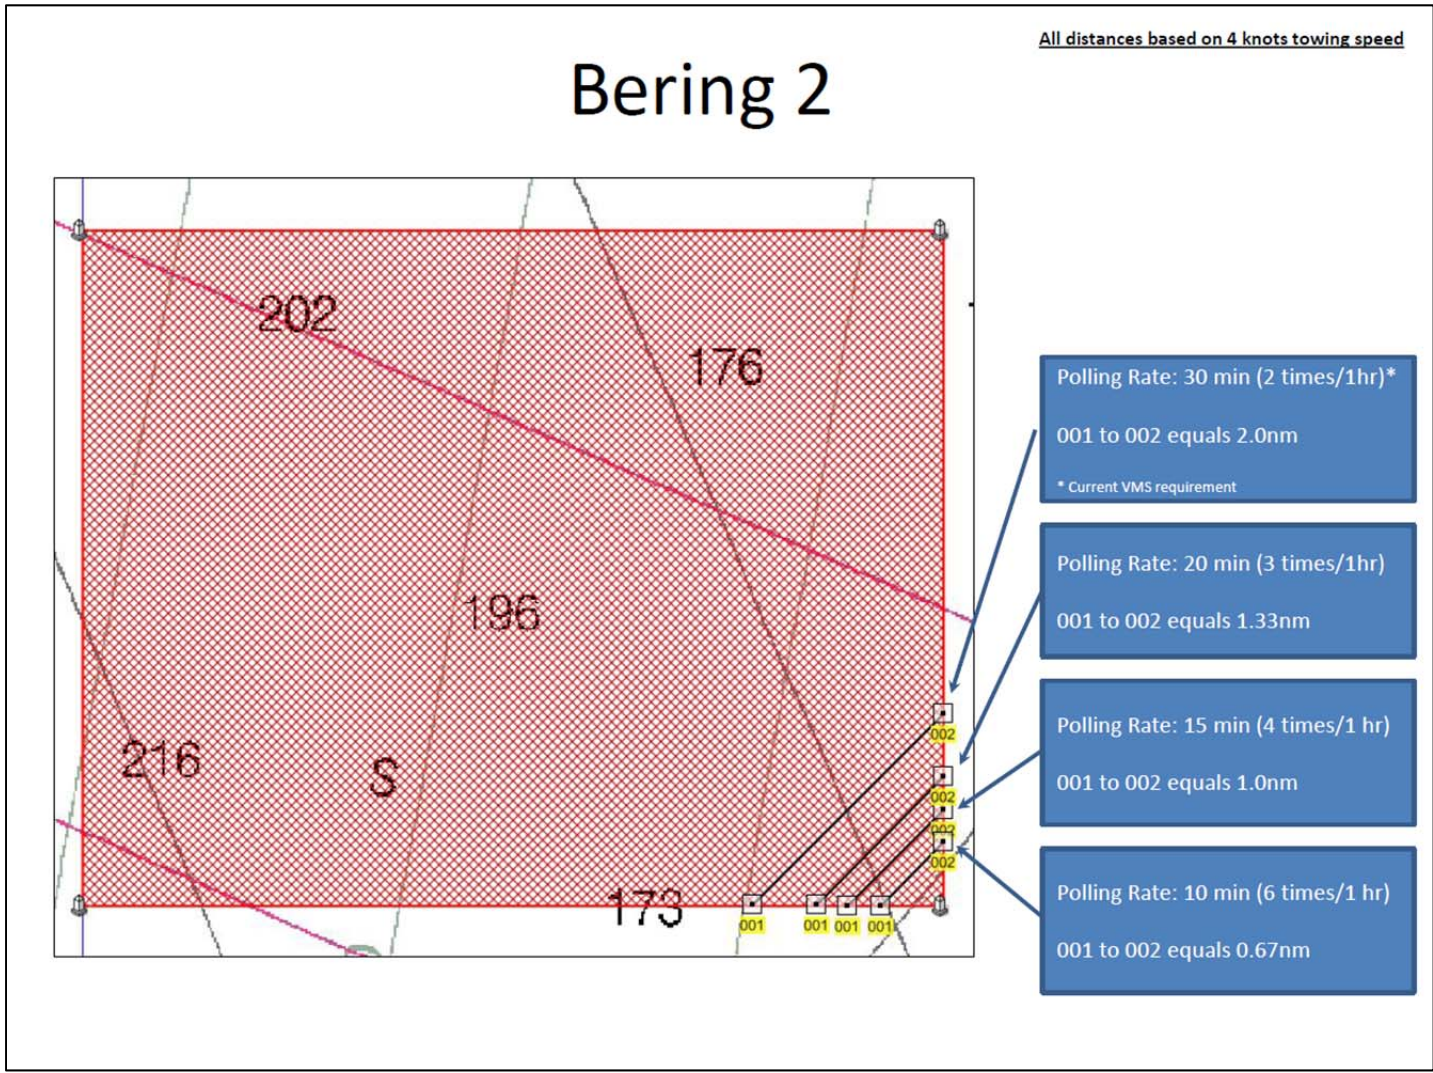 All distances based on 4 knots towing speed
Bering 2
202
176
Polling Rate: 30 min (2 times/1hr)*
001 to 002 equals 2.0nm
* Current VMS requirement
Polling Rate: 20 min (3 times/1hr)
001 to 002 equals 1.33nm
196
Polling Rate: 15 min (4 times/1 hr)
001 to 002 equals 1.0nm
216
S
002
002
002
002
Polling Rate: 10 min (6 times/1 hr)
001 to 002 equals 0.67nm
173
001
001
001
001